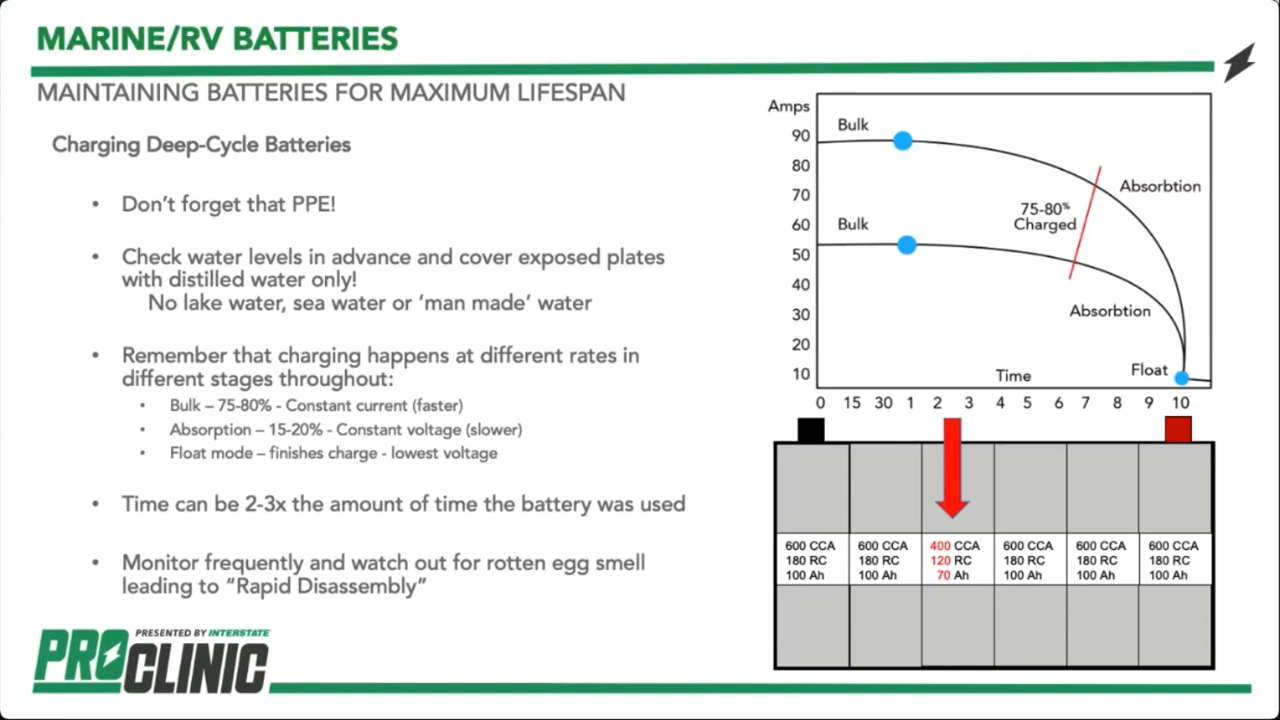 MARINE/RV BATTERIES
MAINTAINING BATTERIES FOR MAXIMUM LIFESPAN
Charging Deep-Cycle Batteries
• Don't forget that PPE!
• Check water levels in advance and cover exposed plates
with distilled water only!
No lake water, sea water or 'man made' water
• Remember that charging happens at different rates in
different stages throughout:
• Bulk – 75-80% - Constant current (faster)
• Absorption – 15-20% - Constant voltage (slower)
• Float mode – finishes charge - lowest voltage
• Time can be 2-3x the amount of time the battery was used
• Monitor frequently and watch out for rotten egg smell
leading to "Rapid Disassembly"
PRESENTED BY INTERSTATE
PRO
CLINIC
Amps
90
80
70
60
50
40
30
20
10
Bulk
Absorbtion
75-80%
Charged
Bulk
Absorbtion
Float
Time
0 15 30 1 2 3 4 5 6 7 8 9 10
600 CCA 600 CCA 400 CCA 600 CCA 600 CCA 600 CCA
180 RC 180 RC 120 RC 180 RC 180 RC 180 RC
100 Ah 100 Ah 70 Ah 100 Ah 100 Ah 100 Ah